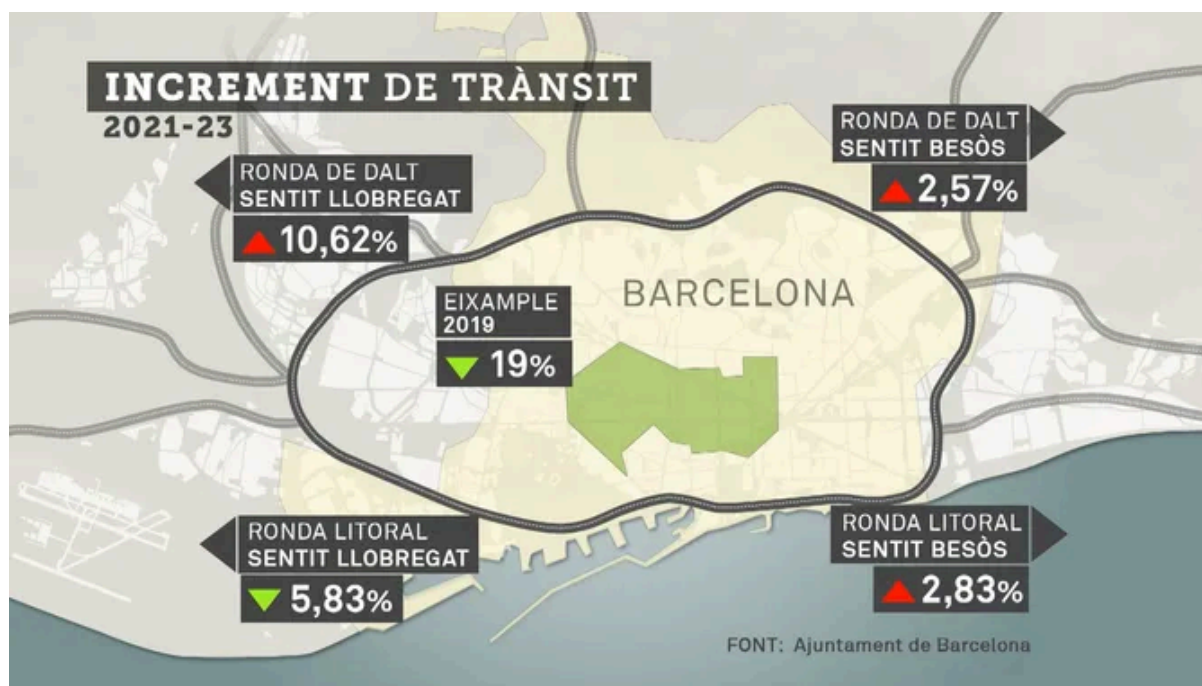 INCREMENT DE TRÀNSIT
2021-23
RONDA DE DALT
SENTIT LLOBREGAT
10,62%
RONDA DE DALT
SENTIT BESÒS
2,57%
EIXAMPLE
2019
19%
BARCELONA
RONDA LITORAL
SENTIT LLOBREGAT
5,83%
RONDA LITORAL
SENTIT BESÒS
2,83%
FONT: Ajuntament de Barcelona